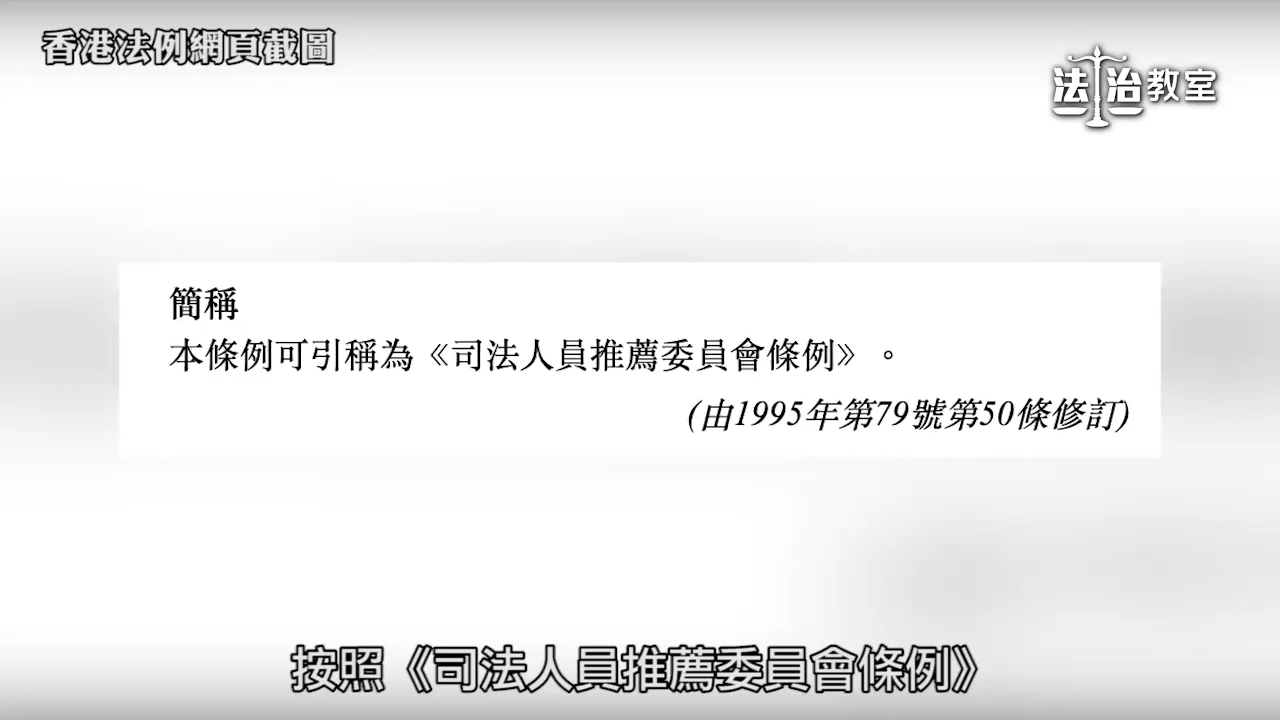 香港法例網頁截圖
法治教室
簡稱
本條例可引稱為《司法人員推薦委員會條例》。
(由1995年第79號第50條修訂)
按照《司法人員推薦委員會條例》